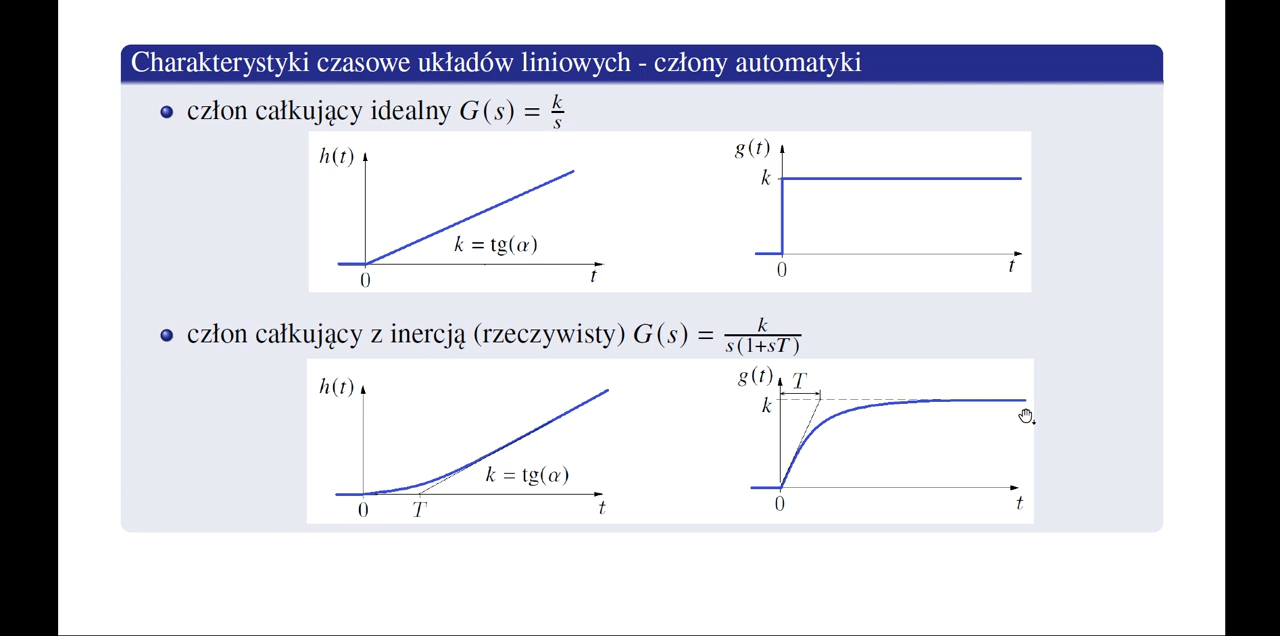 Charakterystyki czasowe układów liniowych - człony automatyki
człon całkujący idealny G(s) = k/s
h(t)
k = tg(α)
0
t
g(t)
k
0
t
człon całkujący z inercją (rzeczywisty) G(s) = k/s(1+sT)
h(t)
k = tg(α)
0
T
t
g(t)
T
k
0
t